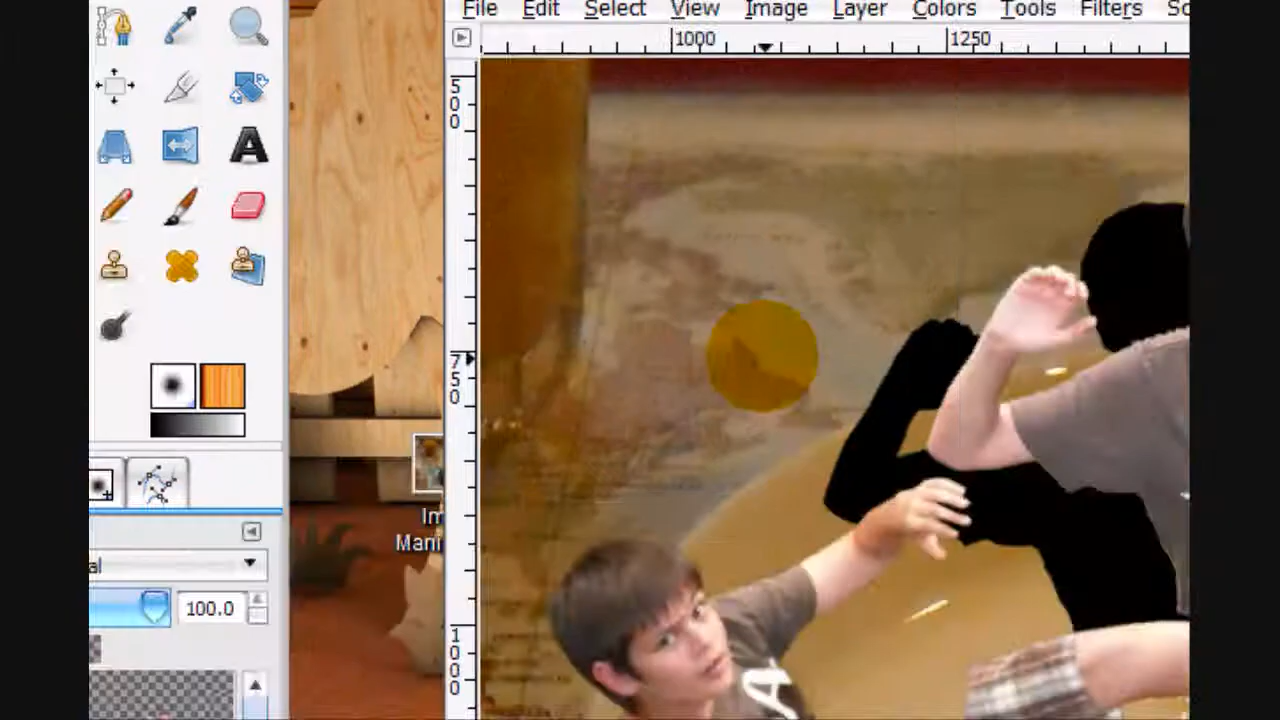 File Edit Select View Image Layer Colors Tools Filters
1000 1250
500
750
100.0
Im
Mani
1000
A